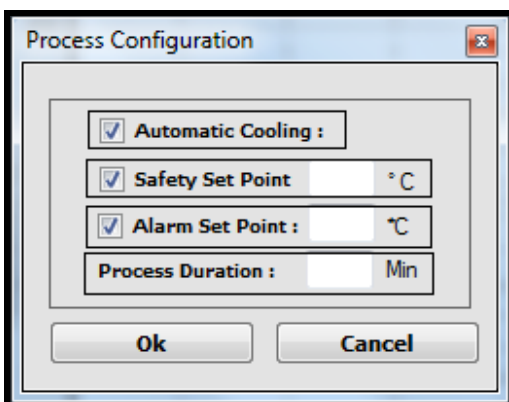 Process Configuration
Automatic Cooling :
Safety Set Point °C
Alarm Set Point : °C
Process Duration : Min
Ok Cancel